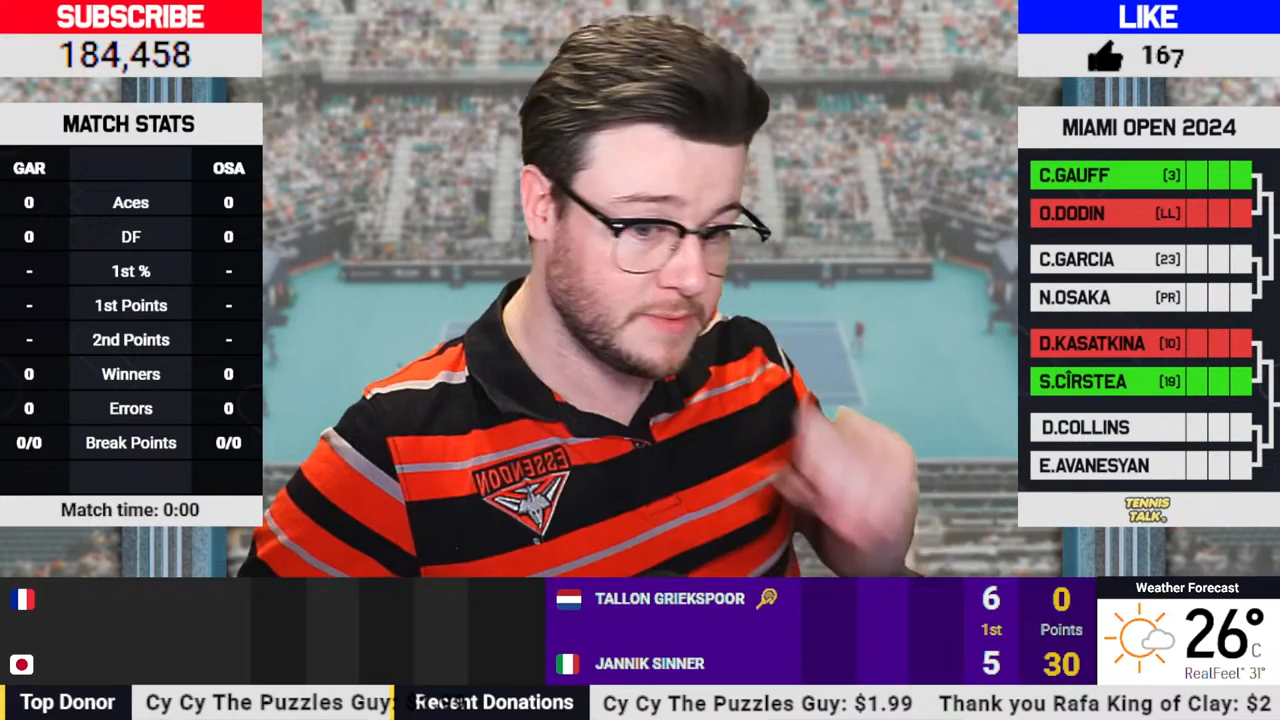 SUBSCRIBE
184,458
MATCH STATS
GAR OSA
0 Aces 0
0 DF 0
- 1st % -
- 1st Points -
- 2nd Points -
0 Winners 0
0 Errors 0
0/0 Break Points 0/0
Match time: 0:00
ESSENDON
LIKE
167
MIAMI OPEN 2024
C.GAUFF [3]
O.DODIN [LL]
C.GARCIA [23]
N.OSAKA [PR]
D.KASATKINA [10]
S.CÎRSTEA [19]
D.COLLINS
E.AVANESYAN
TENNIS
TALK.
TALLON GRIEKSPOOR 6 0
1st Points
JANNIK SINNER 5 30
Weather Forecast
26°C
RealFeel® 31°
Top Donor Cy Cy The Puzzles Guy: Recent Donations Cy Cy The Puzzles Guy: $1.99 Thank you Rafa King of Clay: $2